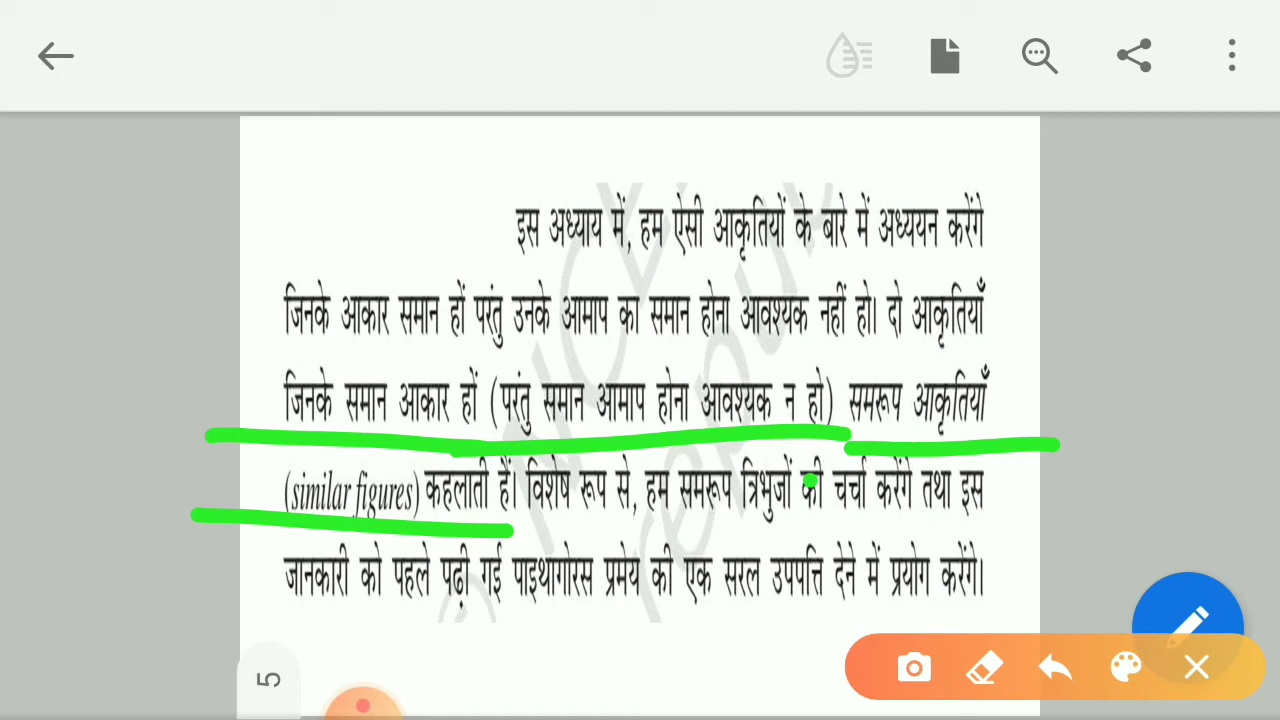 इस अध्याय में, हम ऐसी आकृतियों के बारे में अध्ययन करेंगे
जिनके आकार समान हों परंतु उनके आमाप का समान होना आवश्यक नहीं हो। दो आकृतियाँ
जिनके समान आकार हों (परंतु समान आमाप होना आवश्यक न हो) समरूप आकृतियाँ
(similar figures) कहलाती हैं। विशेष रूप से, हम समरूप त्रिभुजों की चर्चा करेंगे तथा इस
जानकारी को पहले पढ़ी गई पाइथागोरस प्रमेय की एक सरल उपपत्ति देने में प्रयोग करेंगे।
5